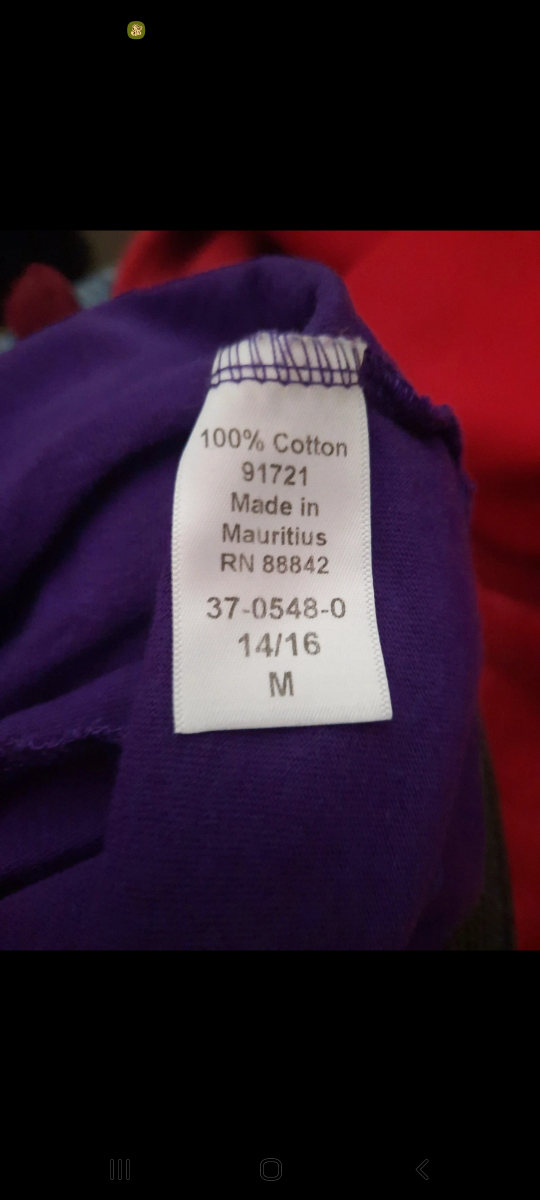 100% Cotton
91721
Made in
Mauritius
RN 88842
37-0548-0
14/16
M